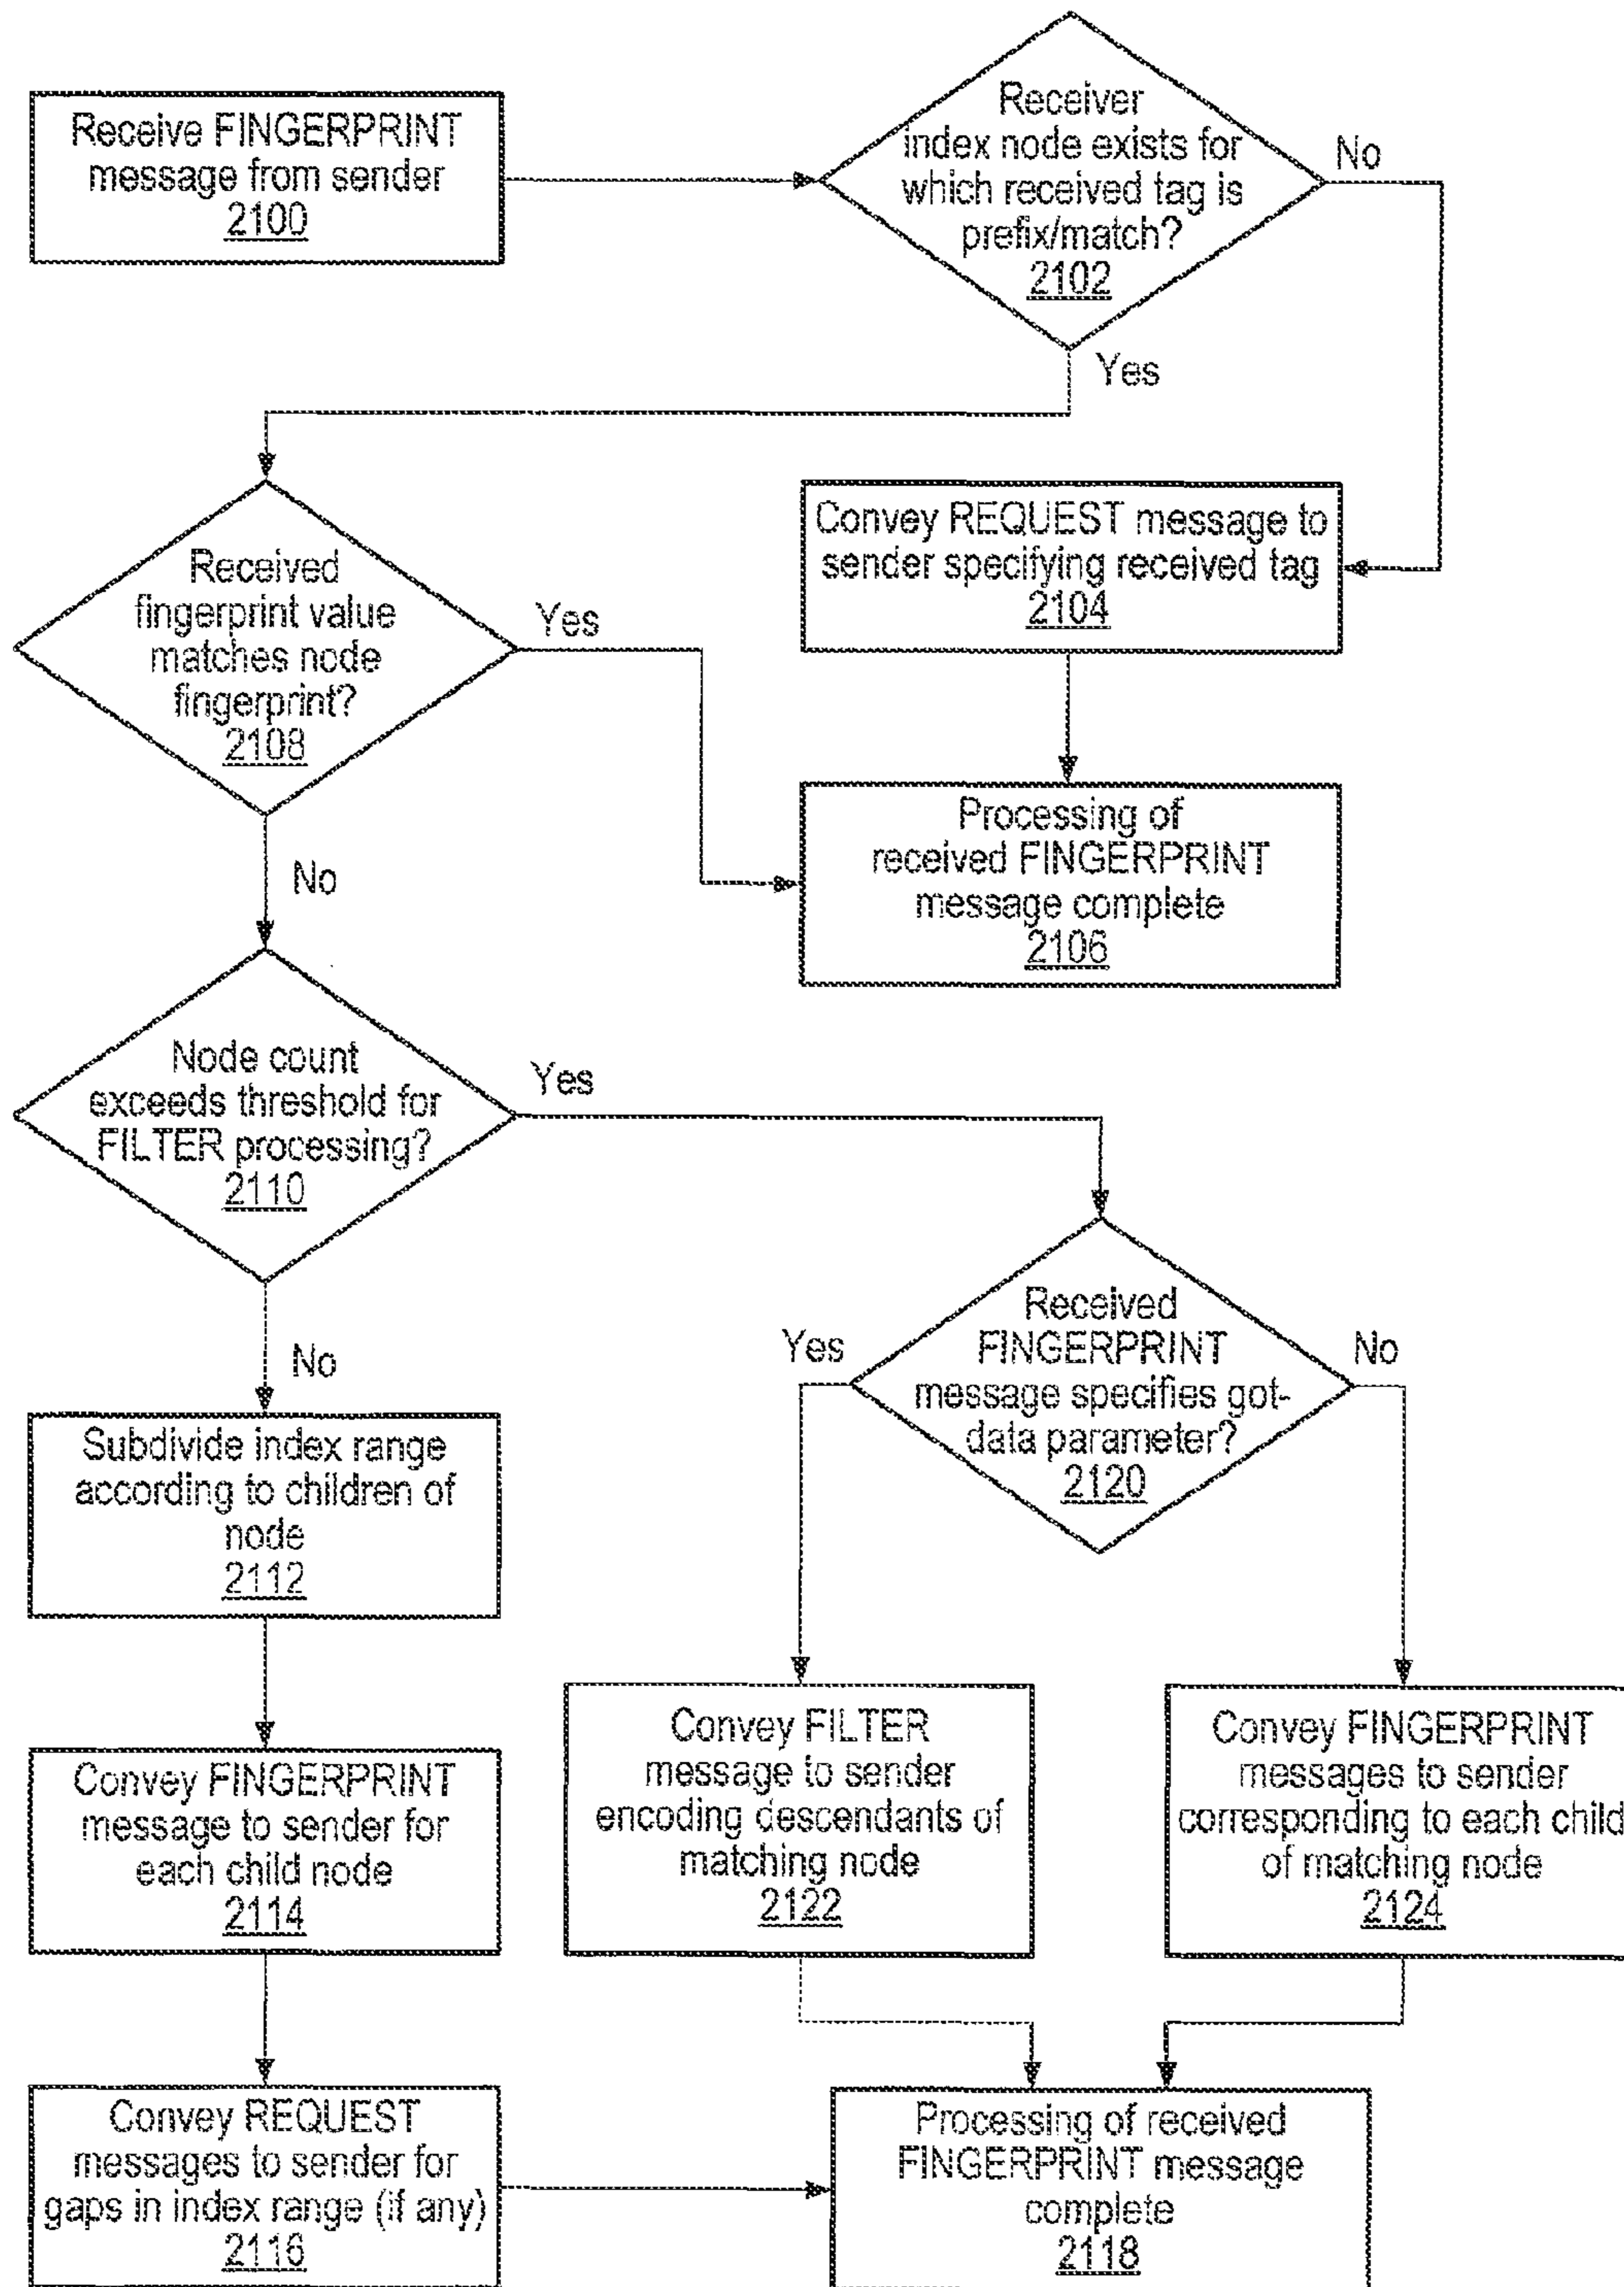 Receive FINGERPRINT
message from sender
2100
Receiver
index node exists for
which received tag is
prefix/match?
2102
No
Yes
Convey REQUEST message to
sender specifying received tag
2104
Received
fingerprint value
matches node
fingerprint?
2108
Yes
No
Processing of
received FINGERPRINT
message complete
2106
Node count
exceeds threshold for
FILTER processing?
2110
Yes
No
Received
FINGERPRINT
message specifies got-
data parameter?
2120
Yes
No
Subdivide index range
according to children of
node
2112
Convey FINGERPRINT
message to sender for
each child node
2114
Convey FILTER
message to sender
encoding descendants of
matching node
2122
Convey FINGERPRINT
messages to sender
corresponding to each child
of matching node
2124
Convey REQUEST
messages to sender for
gaps in index range (if any)
2116
Processing of received
FINGERPRINT message
complete
2118